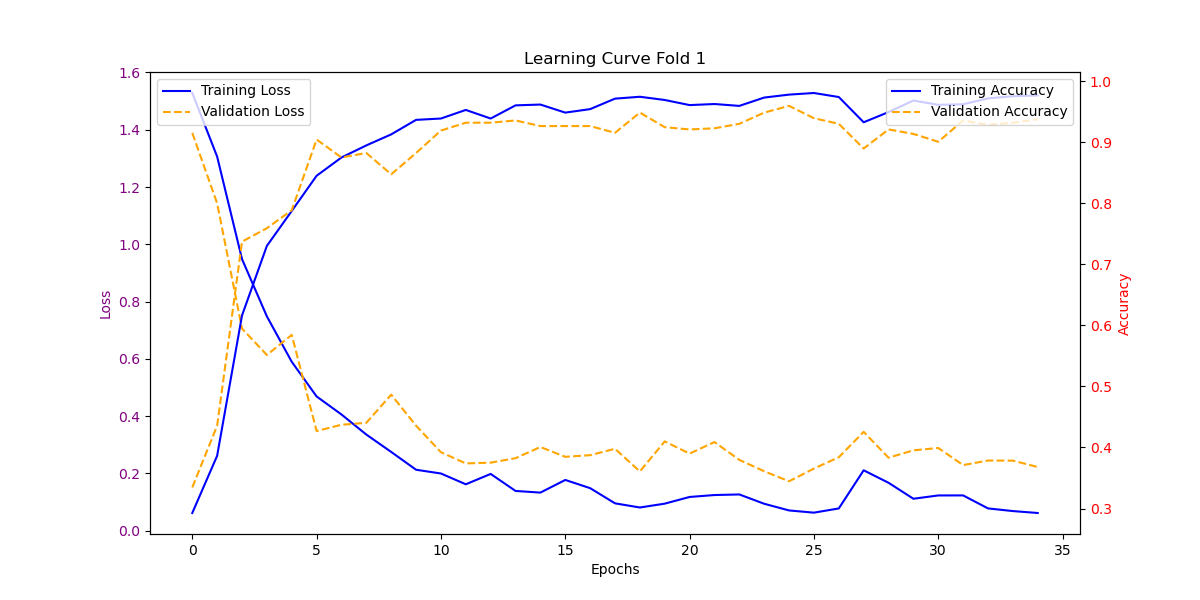 Learning Curve Fold 1
Training Loss
Validation Loss
Training Accuracy
Validation Accuracy
1.6
1.4
1.2
1.0
0.8
0.6
0.4
0.2
0.0
Loss
1.0
0.9
0.8
0.7
0.6
0.5
0.4
0.3
Accuracy
0 5 10 15 20 25 30 35
Epochs